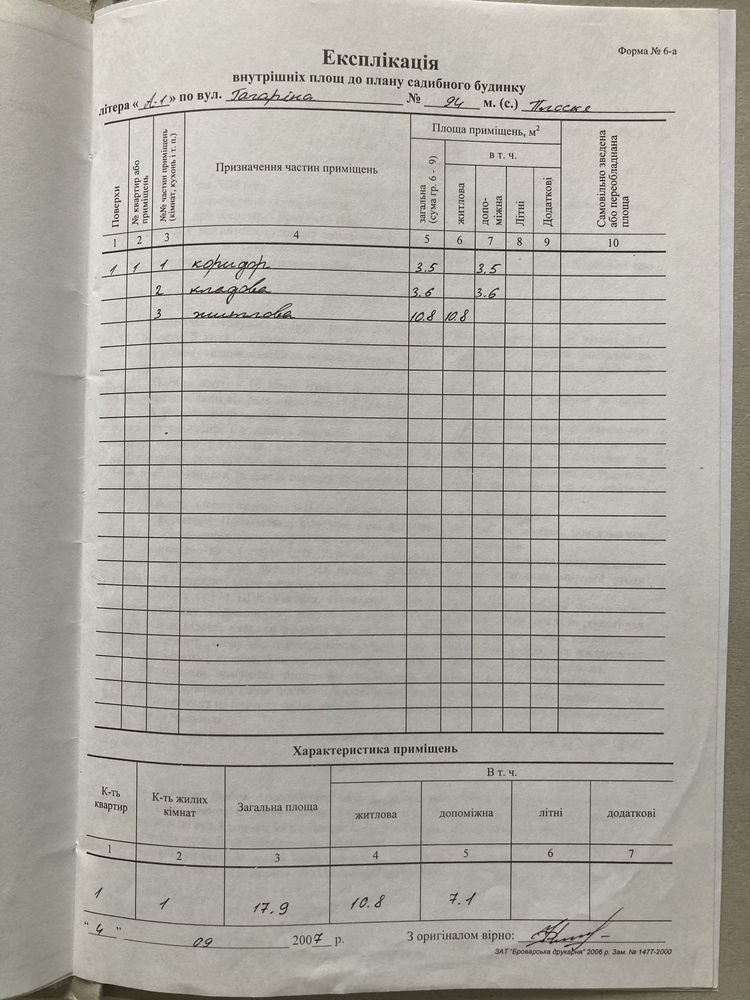 Форма № 6-а
Експлікація
внутрішніх площ до плану садибного будинку
літера « А-1 » по вул. Гагаріна № 94 м. (с.) Плоске
Поверхи
№ квартир або приміщень
№№ частин приміщень (кімнат, кухонь і т. п.)
Призначення частин приміщень
Площа приміщень, м²
в т. ч.
загальна (сума гр. 6 - 9)
житлова
допо-міжна
Літні
Додаткові
Самовільно зведена або переобладнана площа
1 2 3 4 5 6 7 8 9 10
1 1 1 коридор 3.5 3.5
2 кладова 3.6 3.6
3 житлова 10.8 10.8
Характеристика приміщень
К-ть квартир
К-ть жилих кімнат
Загальна площа
В т. ч.
житлова
допоміжна
літні
додаткові
1 2 3 4 5 6 7
1 1 17.9 10.8 7.1
" 4 " 09 2007 р. З оригіналом вірно:
ЗАТ "Броварська друкарня" 2006 р. Зам. № 1477-2000